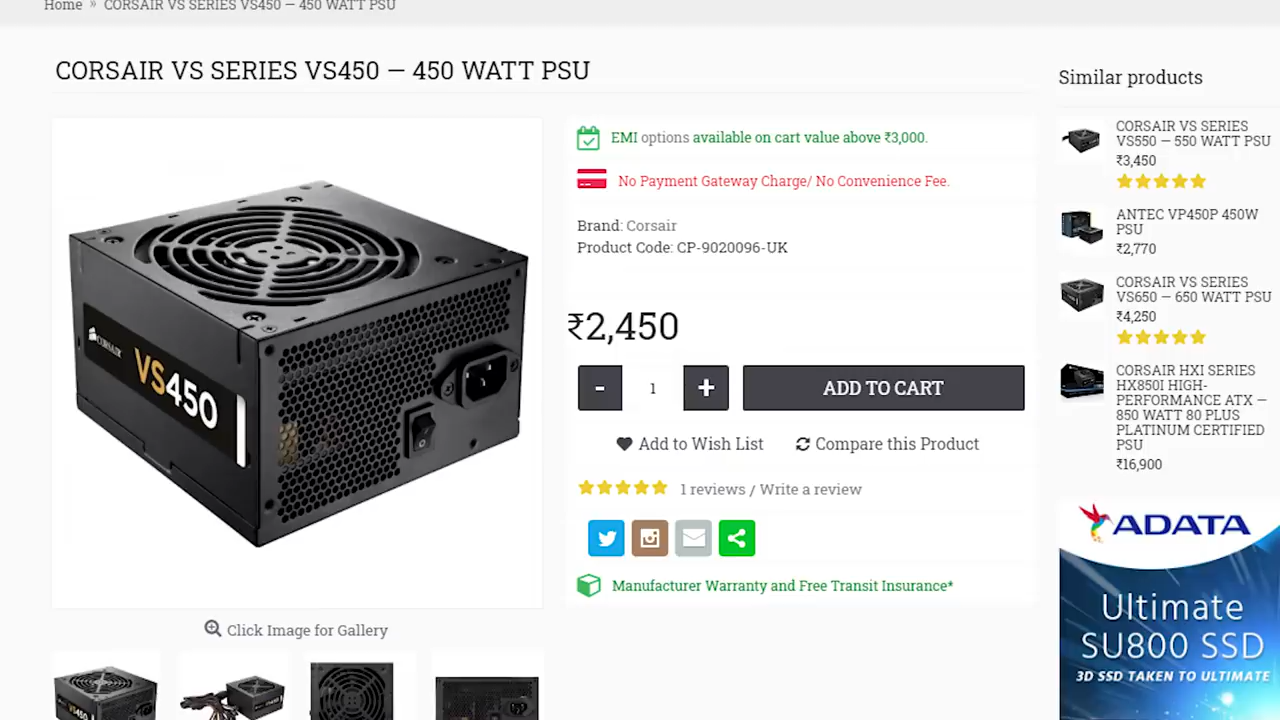 Home » CORSAIR VS SERIES VS450 — 450 WATT PSU
CORSAIR VS SERIES VS450 — 450 WATT PSU
CORSAIR
VS450
Click Image for Gallery
VS450
EMI options available on cart value above ₹3,000.
No Payment Gateway Charge/ No Convenience Fee.
Brand: Corsair
Product Code: CP-9020096-UK
₹2,450
- 1 + ADD TO CART
Add to Wish List Compare this Product
1 reviews / Write a review
Manufacturer Warranty and Free Transit Insurance*
Similar products
CORSAIR VS SERIES
VS550 — 550 WATT PSU
₹3,450
ANTEC VP450P 450W
PSU
₹2,770
CORSAIR VS SERIES
VS650 — 650 WATT PSU
₹4,250
CORSAIR HXI SERIES
HX850I HIGH-
PERFORMANCE ATX —
850 WATT 80 PLUS
PLATINUM CERTIFIED
PSU
₹16,900
ADATA
Ultimate
SU800 SSD
3D SSD TAKEN TO ULTIMATE